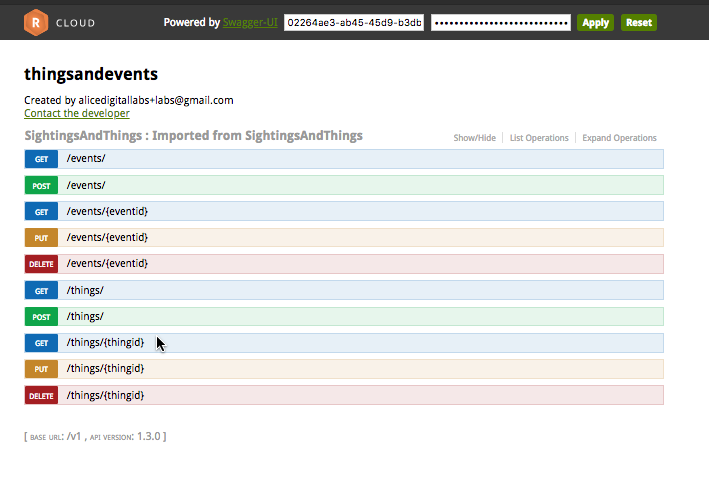 R CLOUD Powered by Swagger-UI 02264ae3-ab45-45d9-b3db •••••••••••••••••••••••••••• Apply Reset
thingsandevents
Created by alicedigitallabs+labs@gmail.com
Contact the developer
SightingsAndThings : Imported from SightingsAndThings Show/Hide List Operations Expand Operations
GET /events/
POST /events/
GET /events/{eventid}
PUT /events/{eventid}
DELETE /events/{eventid}
GET /things/
POST /things/
GET /things/{thingid}
PUT /things/{thingid}
DELETE /things/{thingid}
[ BASE URL: /v1 , API VERSION: 1.3.0 ]